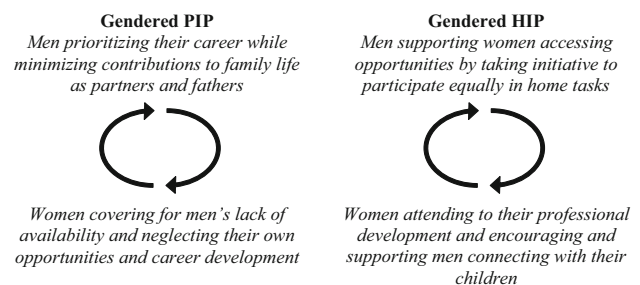 Gendered PIP
Men prioritizing their career while
minimizing contributions to family life
as partners and fathers
Women covering for men's lack of
availability and neglecting their own
opportunities and career development
Gendered HIP
Men supporting women accessing
opportunities by taking initiative to
participate equally in home tasks
Women attending to their professional
development and encouraging and
supporting men connecting with their
children